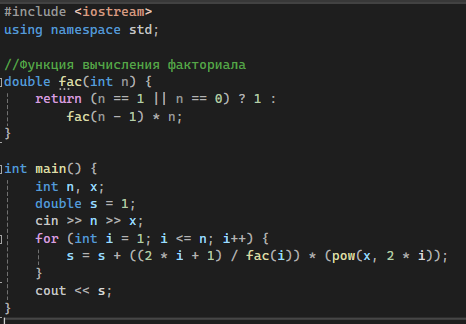 #include <iostream>
using namespace std;

//Функция вычисления факториала
double fac(int n) {
    return (n == 1 || n == 0) ? 1 :
        fac(n - 1) * n;
}

int main() {
    int n, x;
    double s = 1;
    cin >> n >> x;
    for (int i = 1; i <= n; i++) {
        s = s + ((2 * i + 1) / fac(i)) * (pow(x, 2 * i));
    }
    cout << s;
}